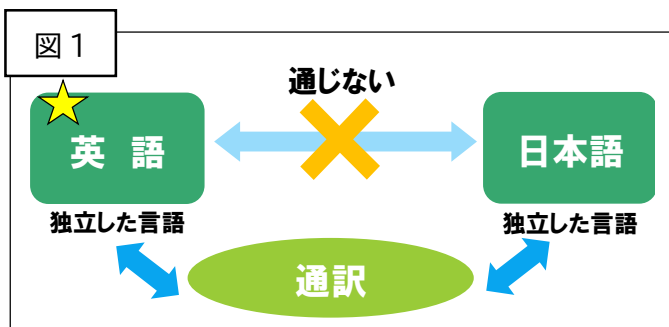 図1
通じない
英 語
日本語
独立した言語
独立した言語
通訳